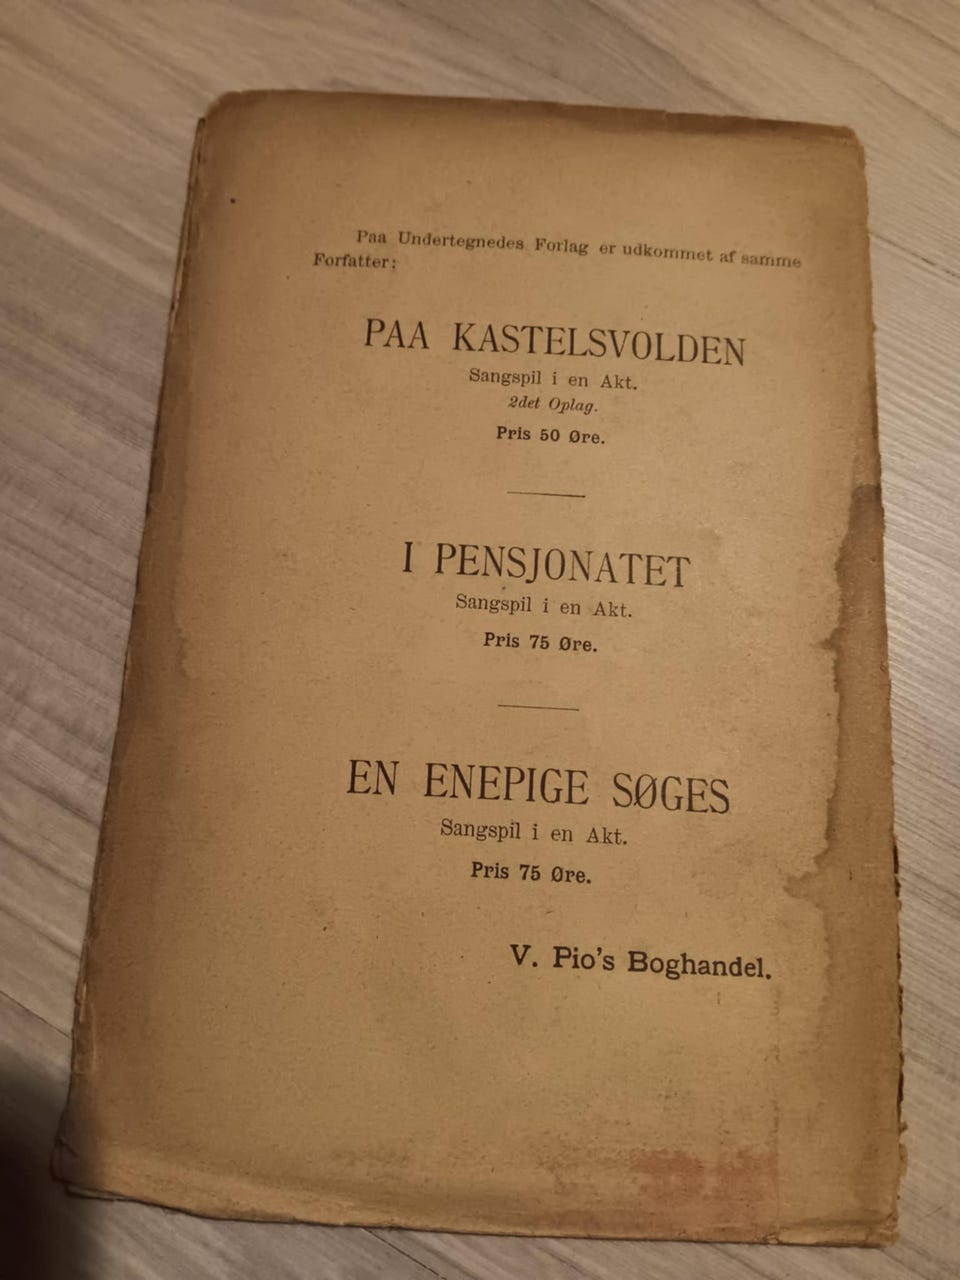 Paa Undertegnedes Forlag er udkommet af samme
Forfatter:
PAA KASTELSVOLDEN
Sangspil i en Akt.
2det Oplag.
Pris 50 Øre.
I PENSJONATET
Sangspil i en Akt.
Pris 75 Øre.
EN ENEPIGE SØGES
Sangspil i en Akt.
Pris 75 Øre.
V. Pio's Boghandel.